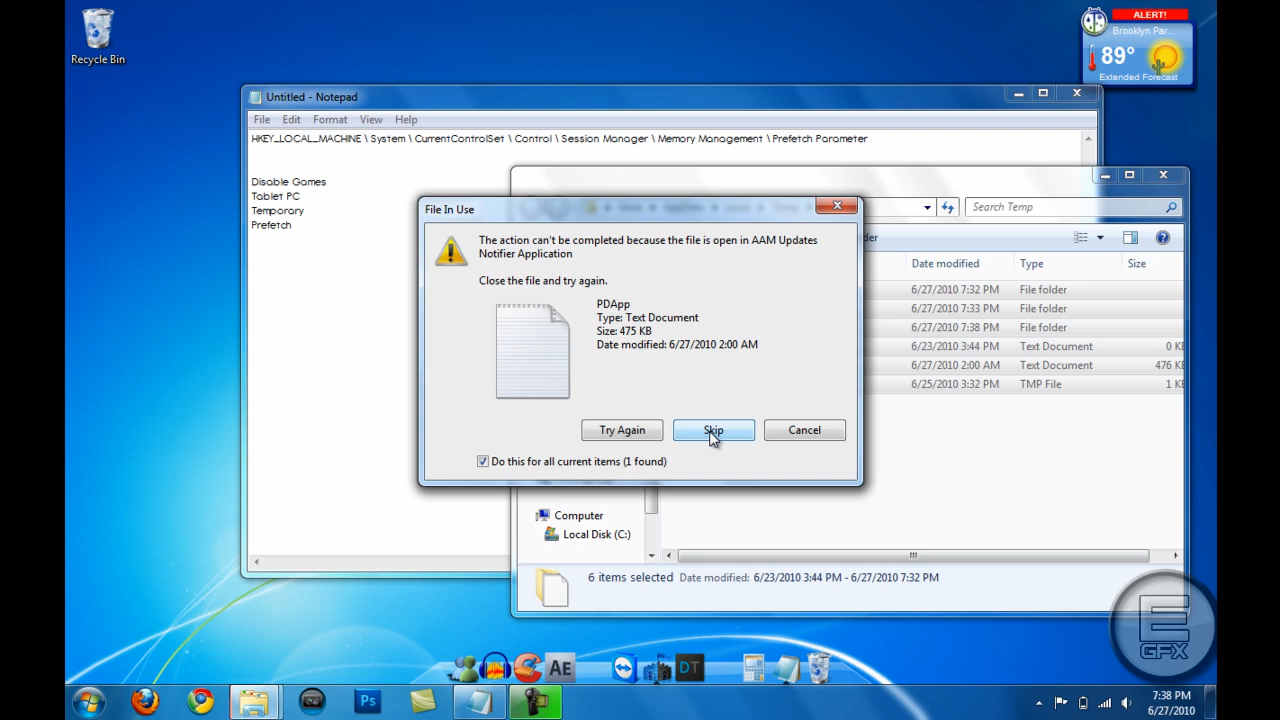 Recycle Bin
ALERT!
Brooklyn Par...
89°
Extended Forecast
Untitled - Notepad
File Edit Format View Help
HKEY_LOCAL_MACHINE \ System \ CurrentControlSet \ Control \ Session Manager \ Memory Management \ Prefetch Parameter
Disable Games
Tablet PC
Temporary
Prefetch
Search Temp
der
Date modified Type Size
6/27/2010 7:32 PM File folder
6/27/2010 7:33 PM File folder
6/27/2010 7:38 PM File folder
6/23/2010 3:44 PM Text Document 0 KB
6/27/2010 2:00 AM Text Document 476 KB
6/25/2010 3:32 PM TMP File 1 KB
File In Use
The action can't be completed because the file is open in AAM Updates
Notifier Application
Close the file and try again.
PDApp
Type: Text Document
Size: 475 KB
Date modified: 6/27/2010 2:00 AM
Try Again Skip Cancel
Do this for all current items (1 found)
Computer
Local Disk (C:)
6 items selected Date modified: 6/23/2010 3:44 PM - 6/27/2010 7:32 PM
E
GFX
AE
DT
Ps
7:38 PM
6/27/2010